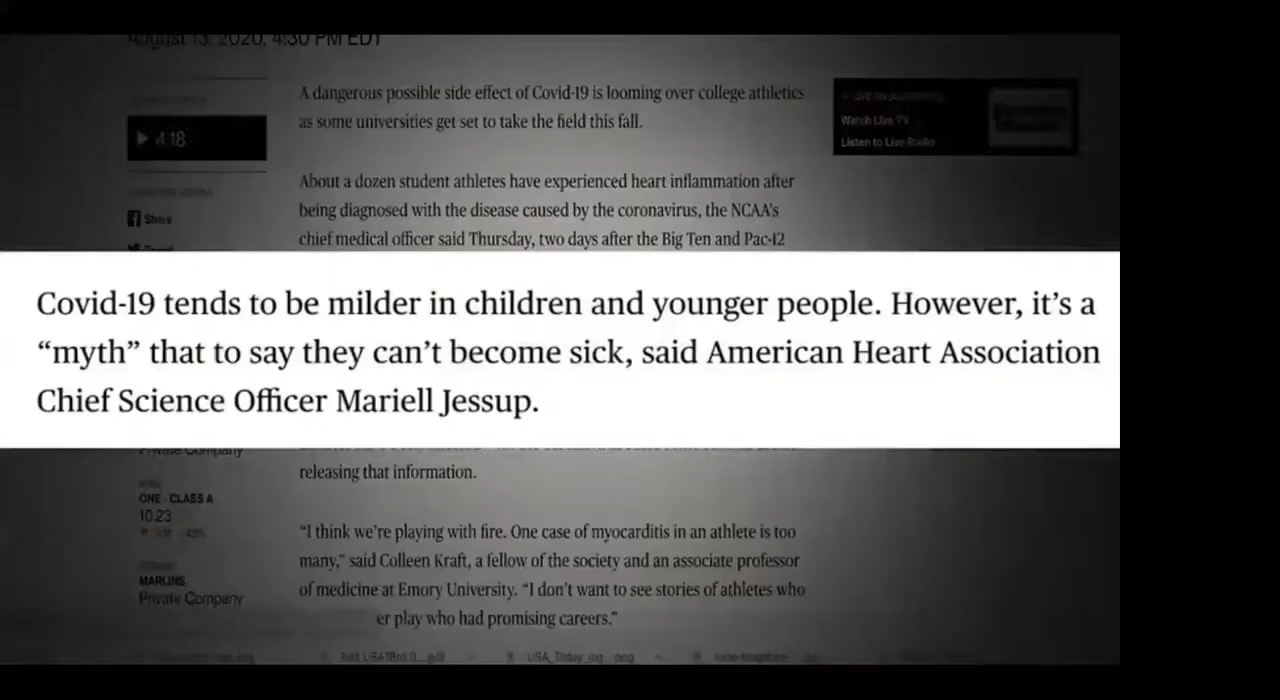 August 13, 2020, 4:30 PM EDT
A dangerous possible side effect of Covid-19 is looming over college athletics
as some universities get set to take the field this fall.
Watch Live TV
Listen to Live Radio
4:18
About a dozen student athletes have experienced heart inflammation after
being diagnosed with the disease caused by the coronavirus, the NCAA's
chief medical officer said Thursday, two days after the Big Ten and Pac-12
Share
Covid-19 tends to be milder in children and younger people. However, it's a
“myth” that to say they can't become sick, said American Heart Association
Chief Science Officer Mariell Jessup.
Private Company
releasing that information.
ONE - CLASS A
10.23
“I think we're playing with fire. One case of myocarditis in an athlete is too
many,” said Colleen Kraft, a fellow of the society and an associate professor
of medicine at Emory University. “I don't want to see stories of athletes who
er play who had promising careers.”
MARLINS
Private Company